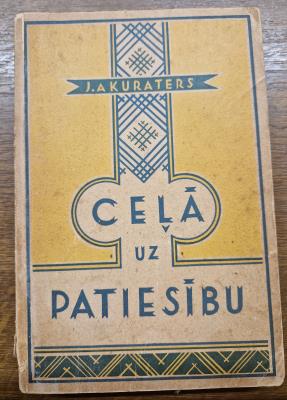 J. AKURATERS
CEĻĀ
UZ
PATIESĪBU